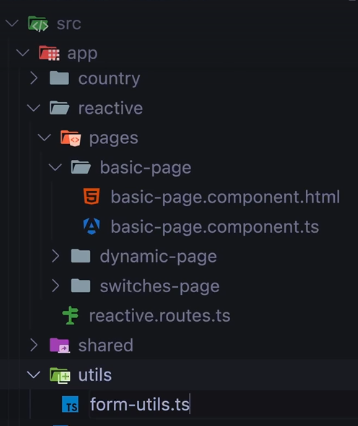 src
app
country
reactive
pages
basic-page
basic-page.component.html
basic-page.component.ts
dynamic-page
switches-page
reactive.routes.ts
shared
utils
TS form-utils.ts